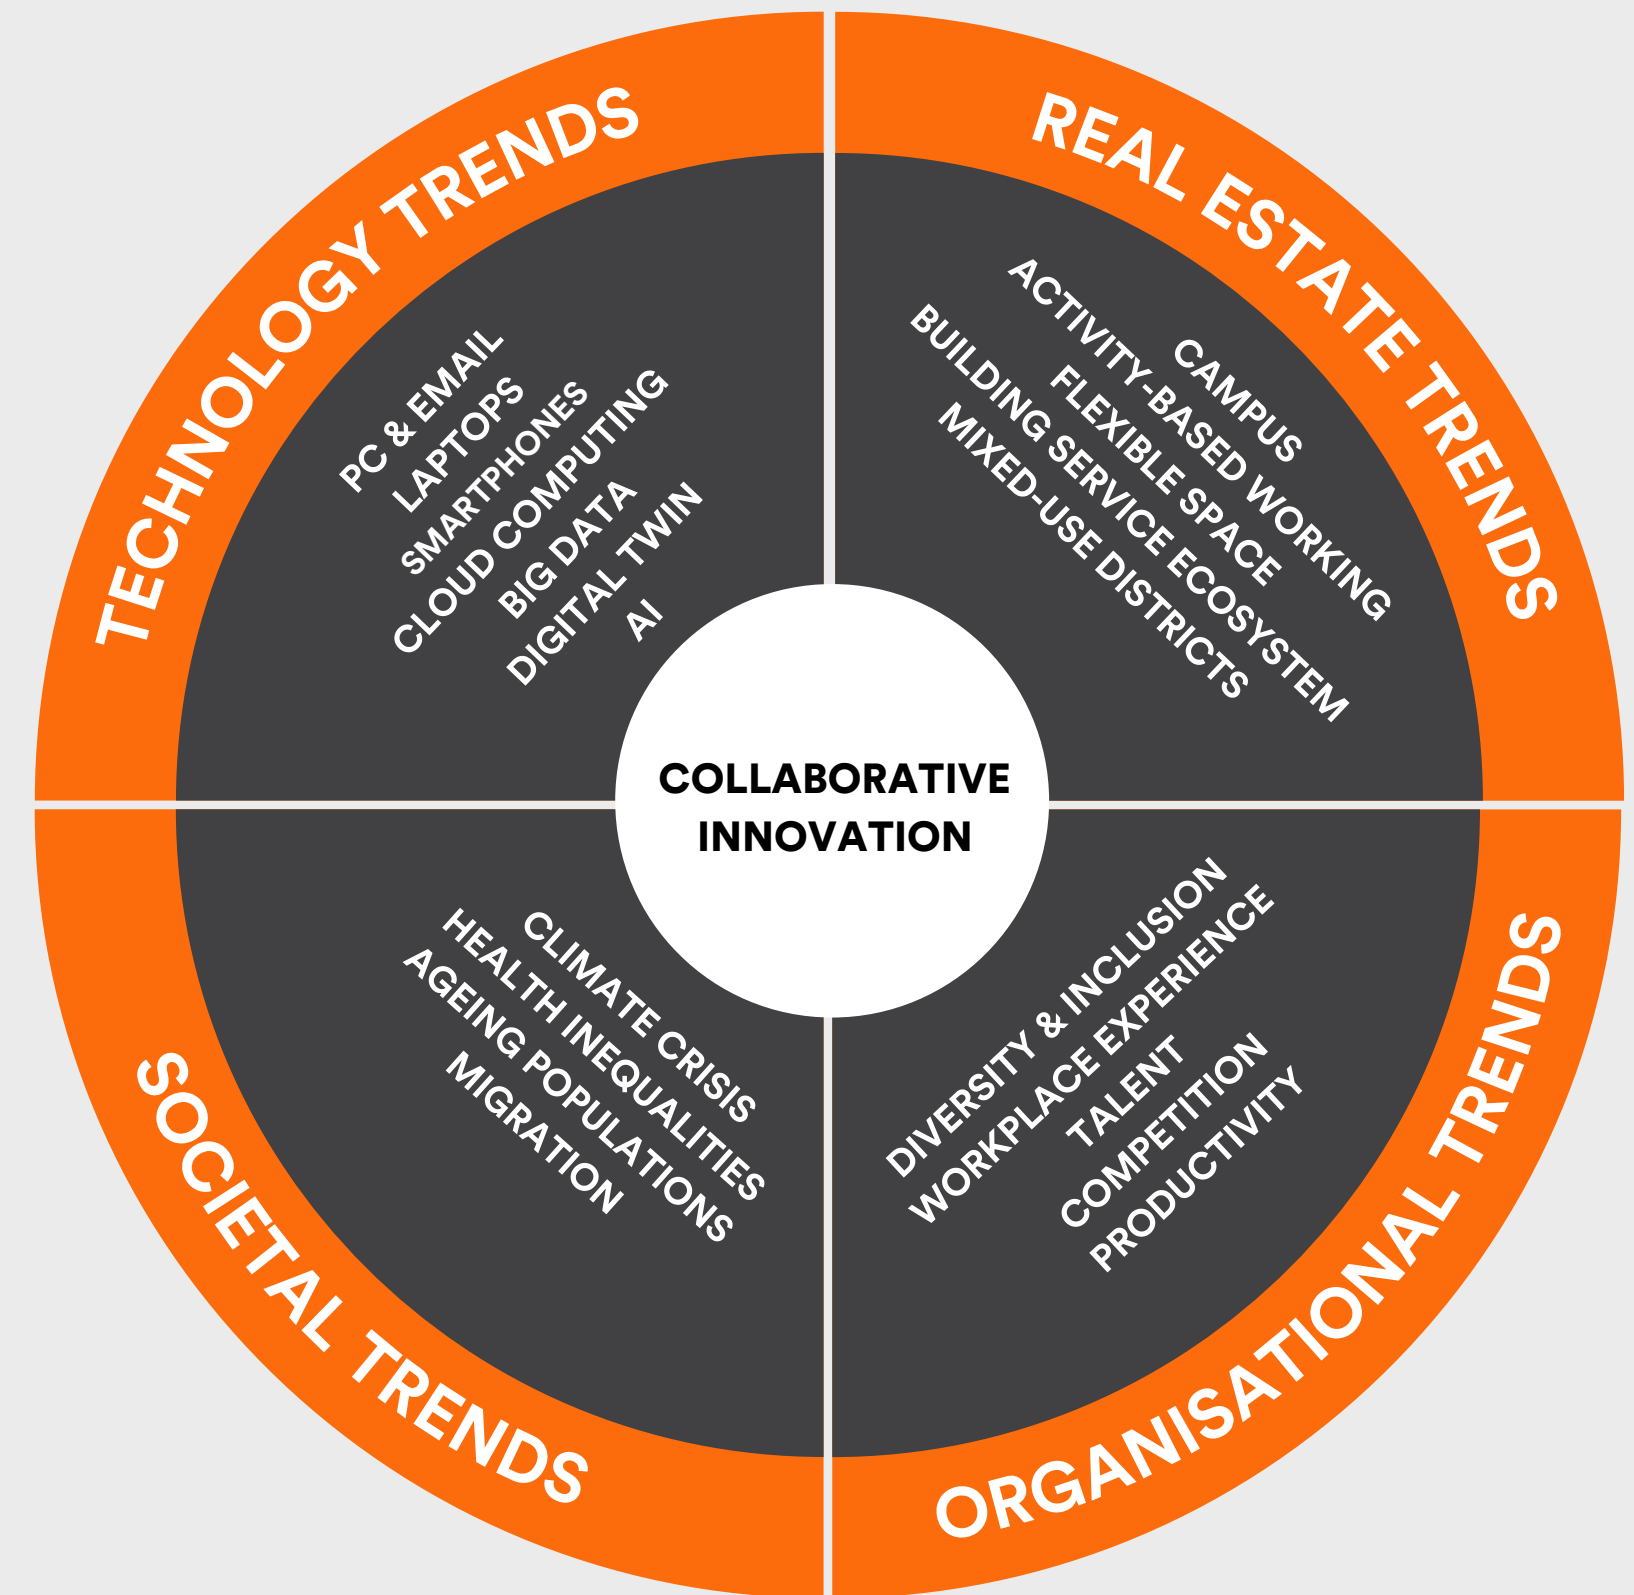 TECHNOLOGY TRENDS
PC & EMAIL
LAPTOPS
SMARTPHONES
CLOUD COMPUTING
BIG DATA
DIGITAL TWIN
AI
REAL ESTATE TRENDS
CAMPUS
ACTIVITY-BASED WORKING
FLEXIBLE SPACE
BUILDING SERVICE ECOSYSTEM
MIXED-USE DISTRICTS
COLLABORATIVE
INNOVATION
SOCIETAL TRENDS
CLIMATE CRISIS
HEALTH INEQUALITIES
AGEING POPULATIONS
MIGRATION
ORGANISATIONAL TRENDS
DIVERSITY & INCLUSION
WORKPLACE EXPERIENCE
TALENT
COMPETITION
PRODUCTIVITY